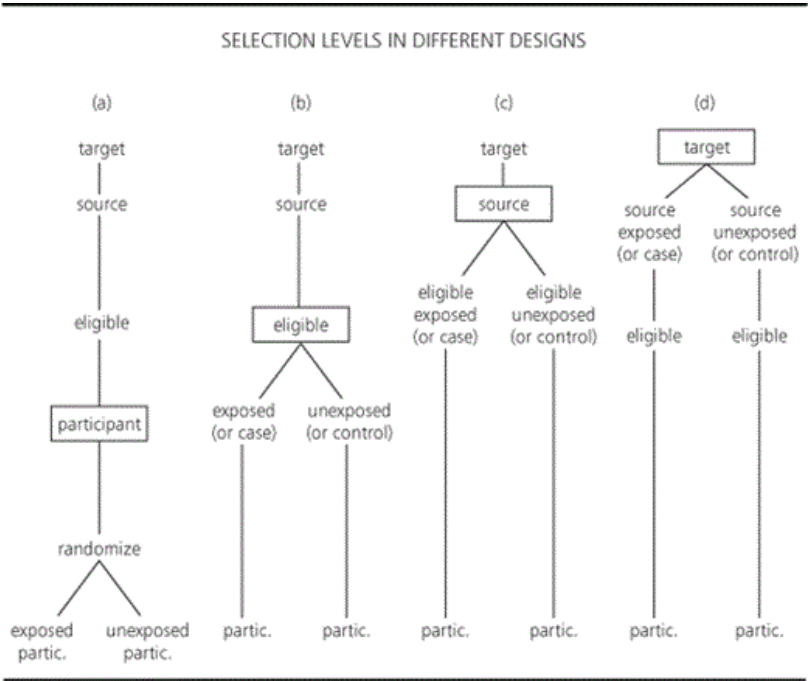 SELECTION LEVELS IN DIFFERENT DESIGNS
(a)
target
source
eligible
participant
randomize
exposed
partic.
unexposed
partic.
(b)
target
source
eligible
exposed
(or case)
unexposed
(or control)
partic.
partic.
(c)
target
source
eligible
exposed
(or case)
eligible
unexposed
(or control)
partic.
partic.
(d)
target
source
exposed
(or case)
source
unexposed
(or control)
eligible
eligible
partic.
partic.